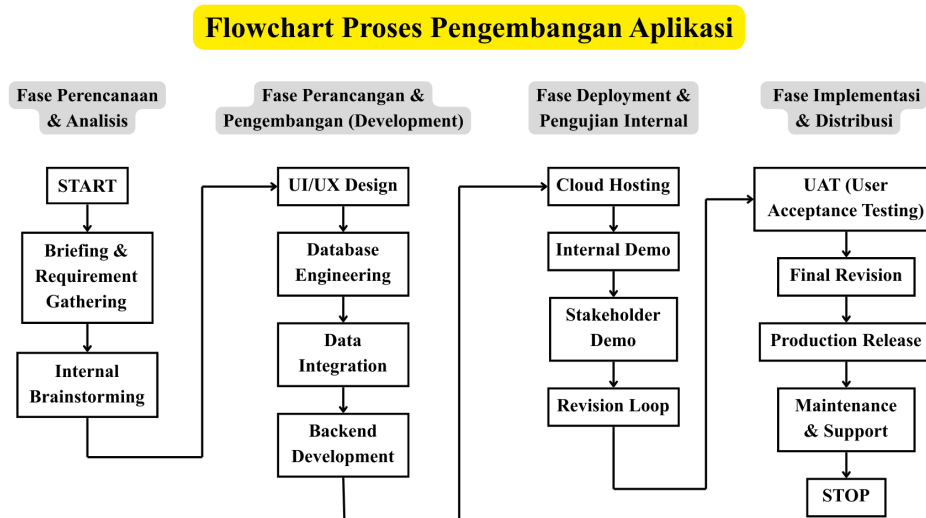 Flowchart Proses Pengembangan Aplikasi
Fase Perencanaan
& Analisis
START
Briefing &
Requirement
Gathering
Internal
Brainstorming
Fase Perancangan &
Pengembangan (Development)
UI/UX Design
Database
Engineering
Data
Integration
Backend
Development
Fase Deployment &
Pengujian Internal
Cloud Hosting
Internal Demo
Stakeholder
Demo
Revision Loop
Fase Implementasi
& Distribusi
UAT (User
Acceptance Testing)
Final Revision
Production Release
Maintenance
& Support
STOP